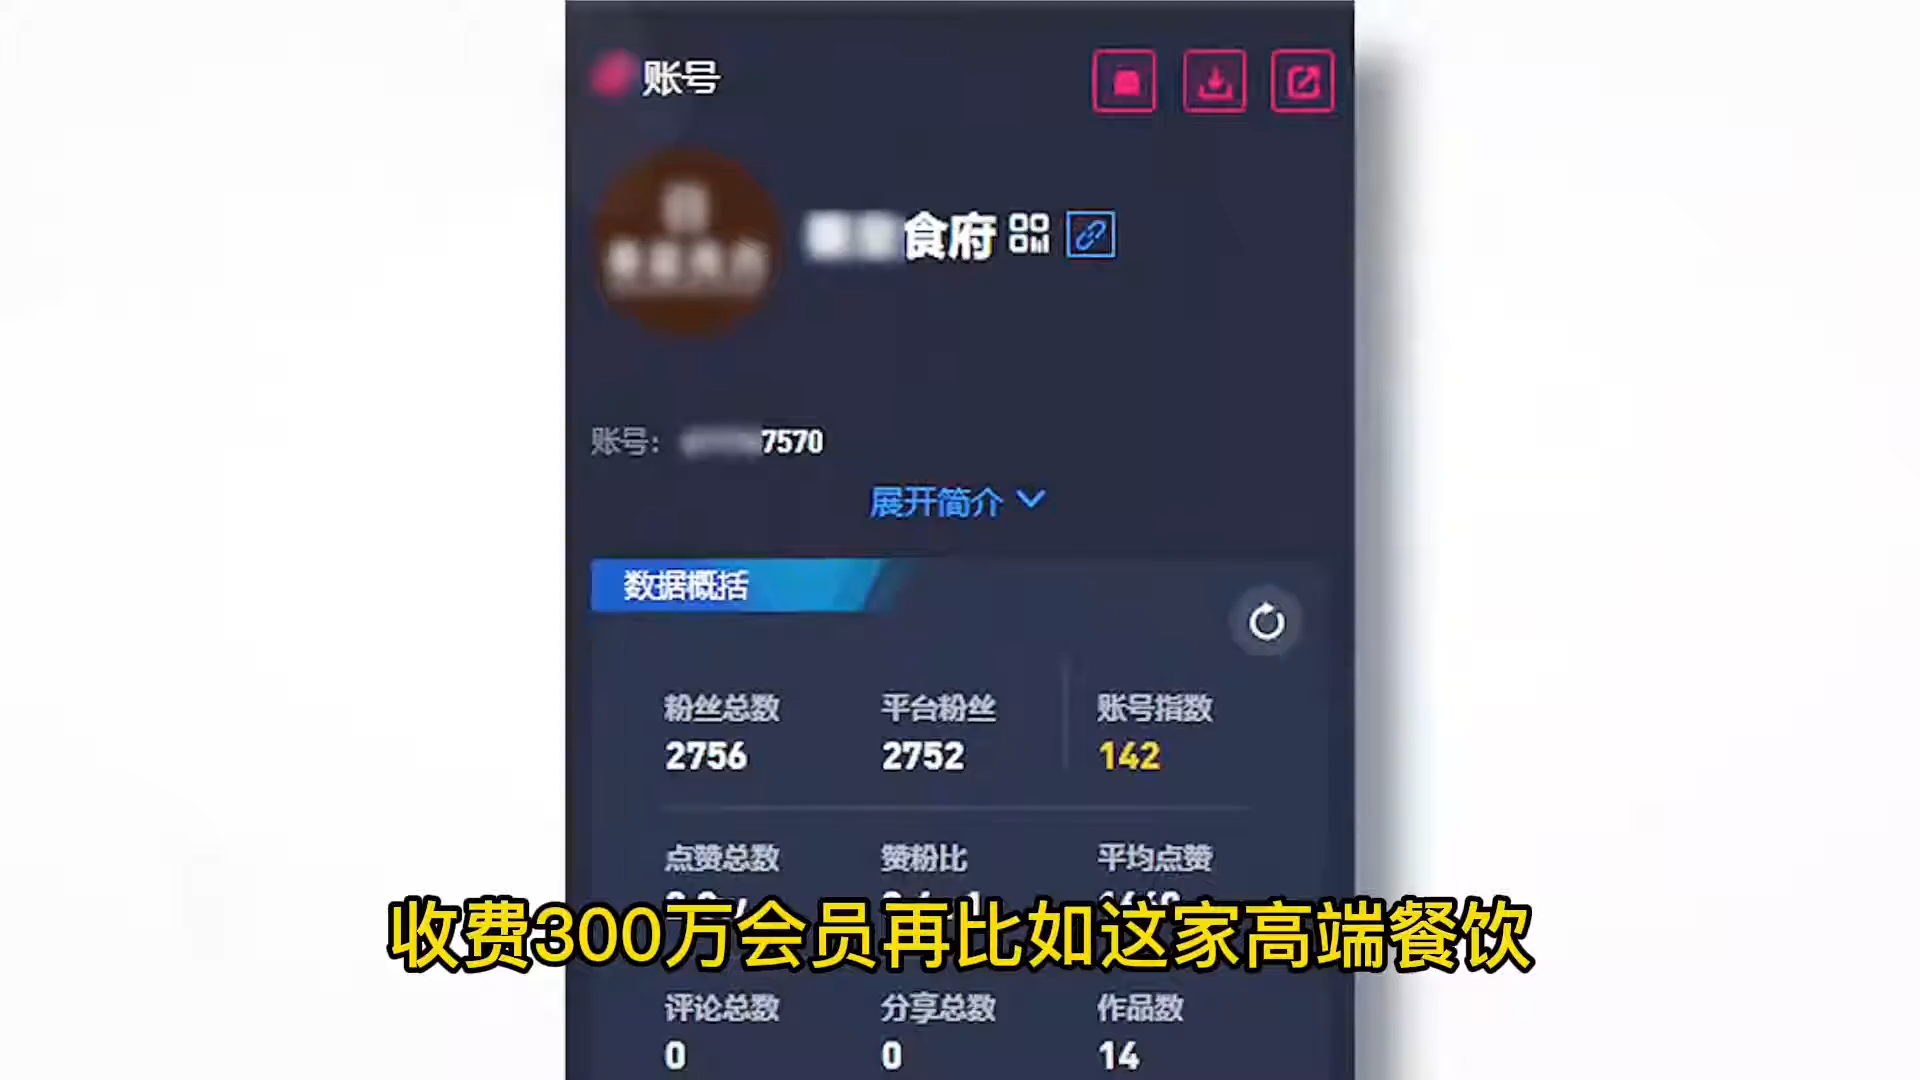 账号
食府
账号： 7570
展开简介
数据概括
粉丝总数 平台粉丝 账号指数
2756 2752 142
点赞总数 赞粉比 平均点赞
收费300万会员再比如这家高端餐饮
评论总数 分享总数 作品数
0 0 14